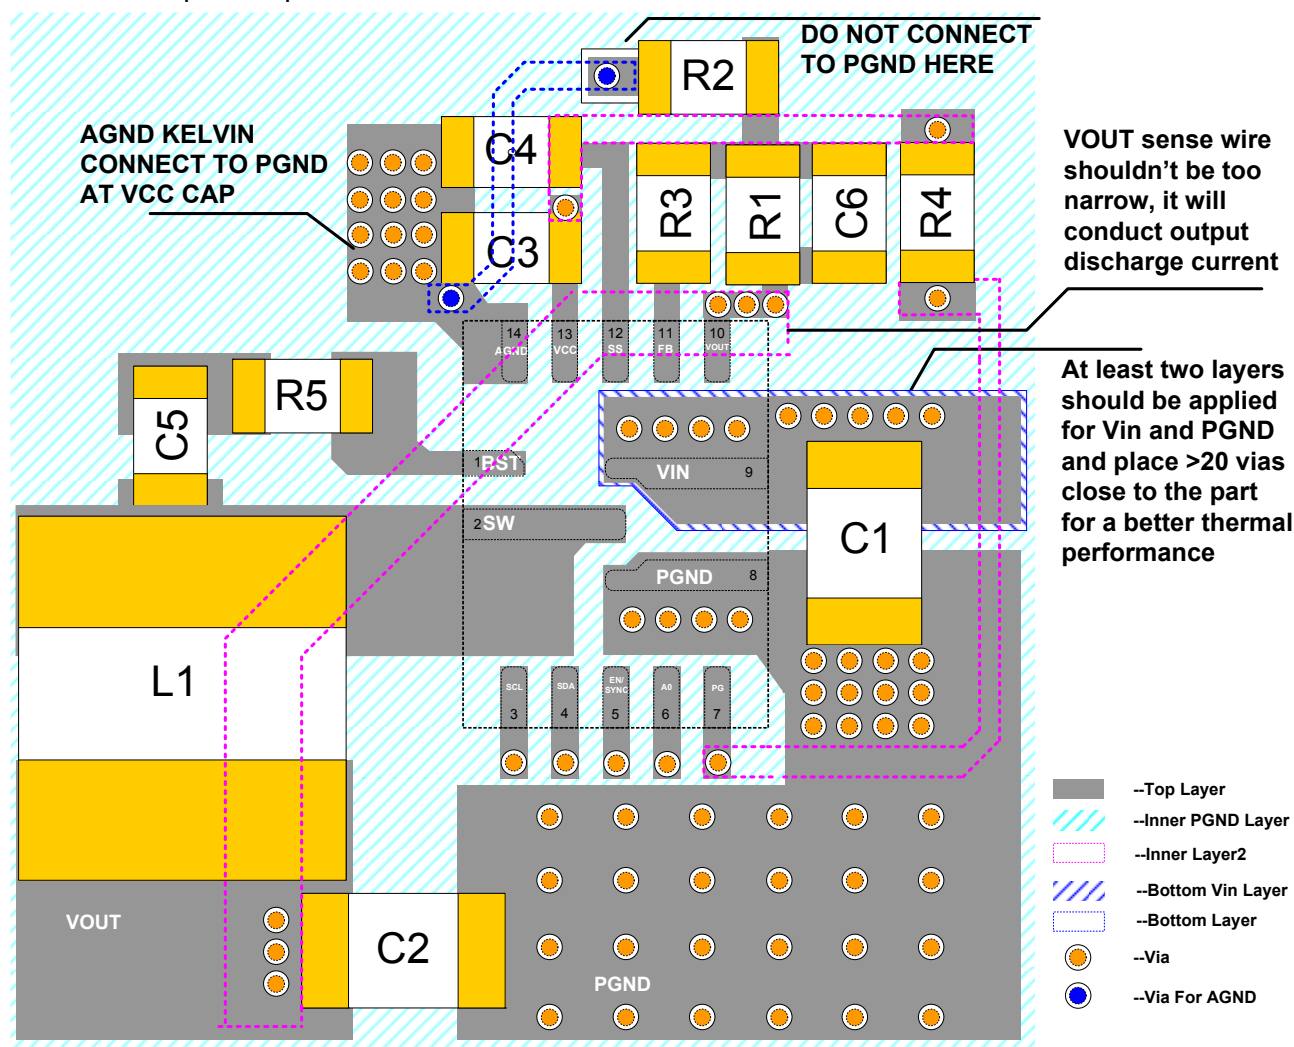 DO NOT CONNECT
TO PGND HERE
R2
AGND KELVIN
CONNECT TO PGND
AT VCC CAP
C4
C3
R3
R1
C6
R4
VOUT sense wire
shouldn't be too
narrow, it will
conduct output
discharge current
14
AGND
13
VCC
12
SS
11
FB
10
VOUT
At least two layers
should be applied
for Vin and PGND
and place >20 vias
close to the part
for a better thermal
performance
C5
R5
1 BST
VIN 9
2 SW
C1
PGND 8
L1
SCL
3
SDA
4
EN/
SYNC
5
A0
6
PG
7
--Top Layer
--Inner PGND Layer
--Inner Layer2
--Bottom Vin Layer
--Bottom Layer
--Via
--Via For AGND
VOUT
C2
PGND